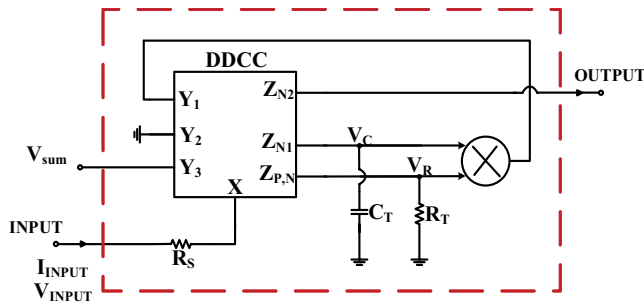 DDCC
OUTPUT
Y1
ZN2
Y2
ZN1
VC
Vsum
Y3
ZP,N
VR
X
INPUT
CT
RT
RS
IINPUT
VINPUT